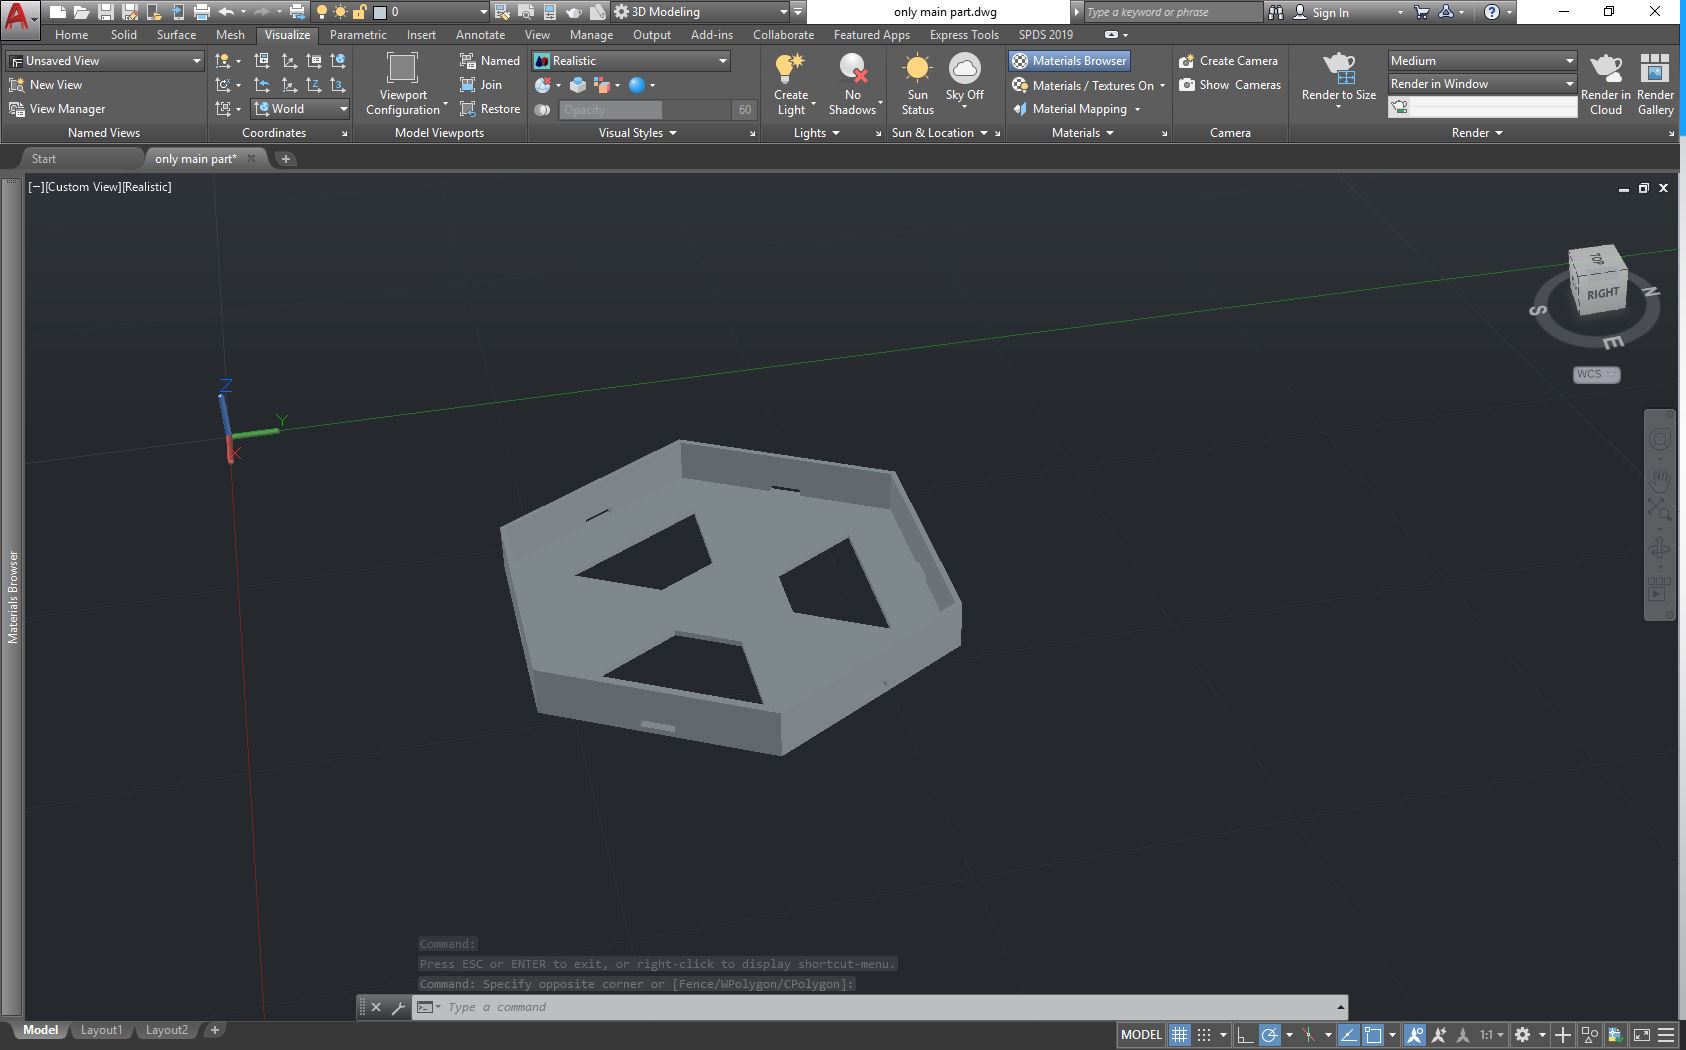 0
3D Modeling
only main part.dwg
Type a keyword or phrase
Sign In
Home Solid Surface Mesh Visualize Parametric Insert Annotate View Manage Output Add-ins Collaborate Featured Apps Express Tools SPDS 2019
Unsaved View
New View
View Manager
Named Views
World
Coordinates
Viewport
Configuration
Named
Join
Restore
Model Viewports
Realistic
Opacity 60
Visual Styles
Create
Light
No
Shadows
Lights
Sun
Status
Sky Off
Sun & Location
Materials Browser
Materials / Textures On
Material Mapping
Materials
Create Camera
Show Cameras
Camera
Render to Size
Medium
Render in Window
Render in
Cloud
Render
Gallery
Render
Start only main part*
[−][Custom View][Realistic]
TOP
RIGHT
S
N
E
WCS
Z
Y
X
Materials Browser
Command:
Press ESC or ENTER to exit, or right-click to display shortcut-menu.
Command: Specify opposite corner or [Fence/WPolygon/CPolygon]:
Type a command
Model Layout1 Layout2 +
MODEL
1:1